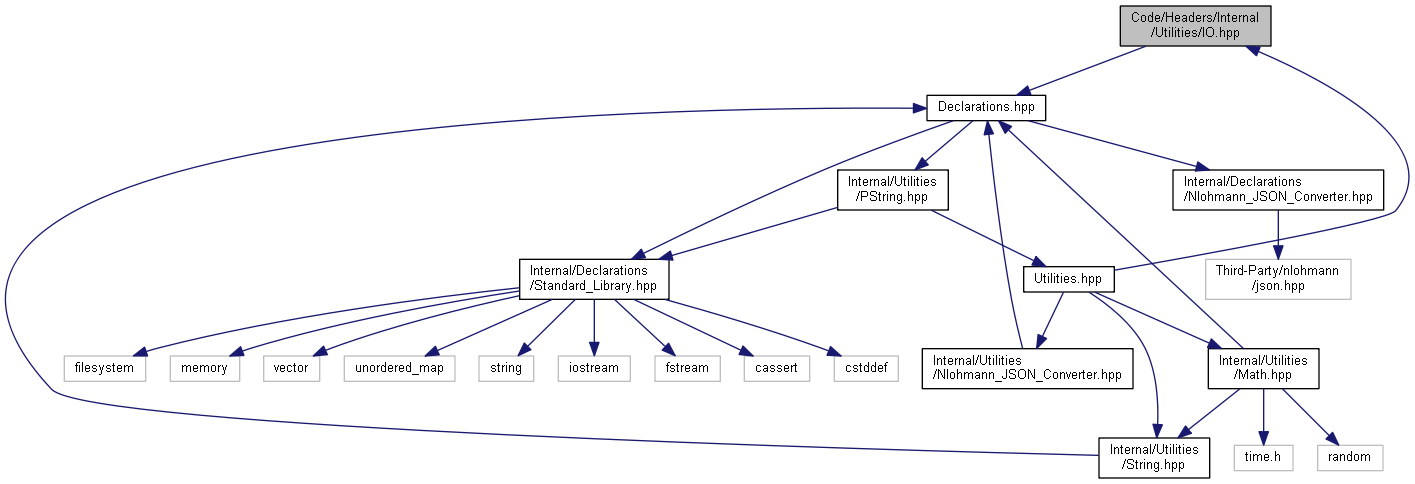 Code/Headers/Internal
/Utilities/IO.hpp
Declarations.hpp
Internal/Utilities
/PString.hpp
Internal/Declarations
/Nlohmann_JSON_Converter.hpp
Internal/Declarations
/Standard_Library.hpp
Utilities.hpp
Third-Party/nlohmann
/json.hpp
filesystem
memory
vector
unordered_map
string
iostream
fstream
cassert
cstddef
Internal/Utilities
/Nlohmann_JSON_Converter.hpp
Internal/Utilities
/Math.hpp
Internal/Utilities
/String.hpp
time.h
random